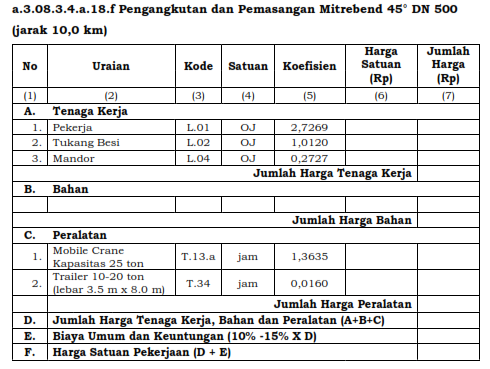 a.3.08.3.4.a.18.f Pengangkutan dan Pemasangan Mitrebend 45° DN 500
(jarak 10,0 km)
No Uraian Kode Satuan Koefisien Harga Satuan (Rp) Jumlah Harga (Rp)
(1) (2) (3) (4) (5) (6) (7)
A. Tenaga Kerja
1. Pekerja L.01 OJ 2,7269
2. Tukang Besi L.02 OJ 1,0120
3. Mandor L.04 OJ 0,2727
Jumlah Harga Tenaga Kerja
B. Bahan
Jumlah Harga Bahan
C. Peralatan
1. Mobile Crane Kapasitas 25 ton T.13.a jam 1,3635
2. Trailer 10-20 ton (lebar 3.5 m x 8.0 m) T.34 jam 0,0160
Jumlah Harga Peralatan
D. Jumlah Harga Tenaga Kerja, Bahan dan Peralatan (A+B+C)
E. Biaya Umum dan Keuntungan (10% -15% X D)
F. Harga Satuan Pekerjaan (D + E)